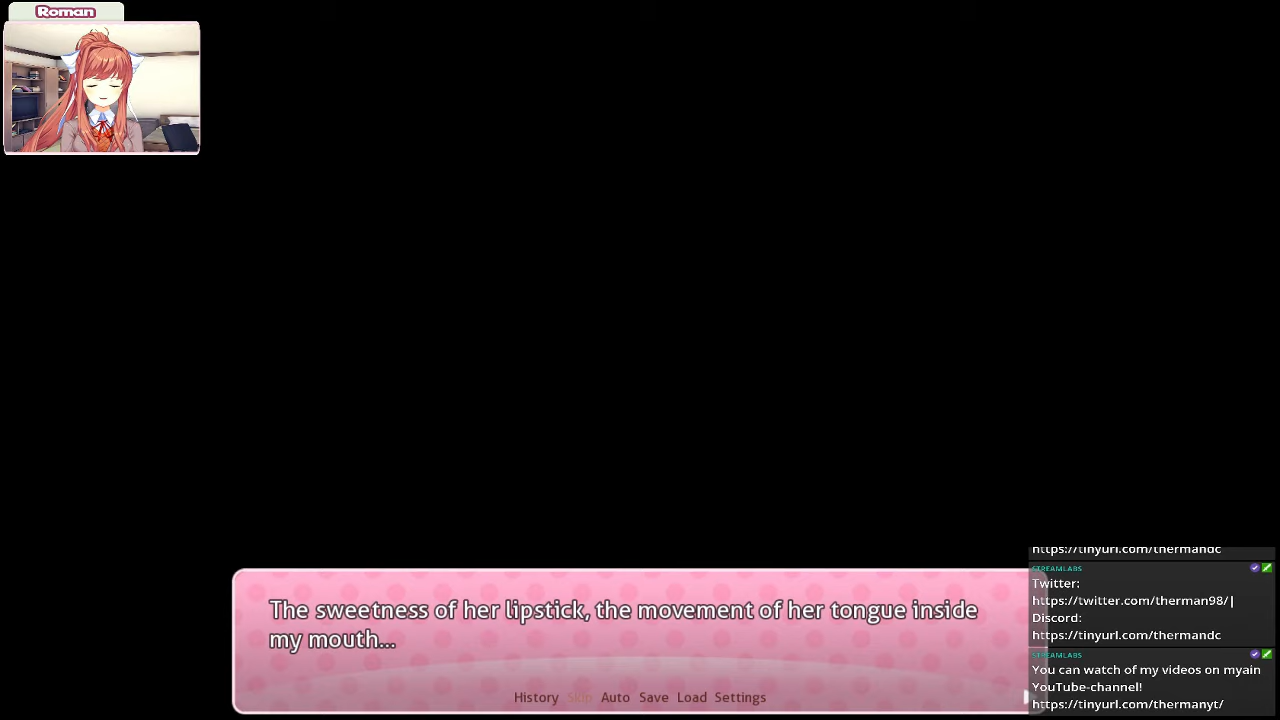 Roman
The sweetness of her lipstick, the movement of her tongue inside
my mouth...
History Skip Auto Save Load Settings
https://tinyurl.com/thermandc
STREAMLABS
Twitter:
https://twitter.com/therman98/|
Discord:
https://tinyurl.com/thermandc
STREAMLABS
You can watch of my videos on myain
YouTube-channel!
https://tinyurl.com/thermanyt/